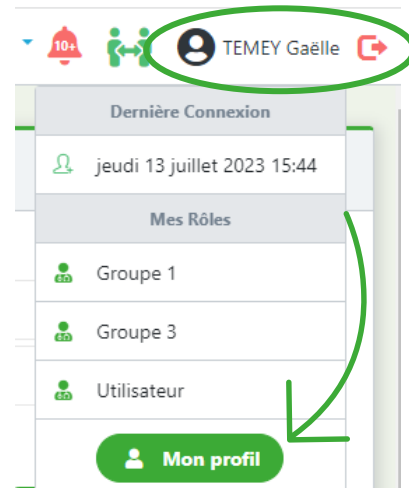 10+
TEMEY Gaëlle
Dernière Connexion
jeudi 13 juillet 2023 15:44
Mes Rôles
Groupe 1
Groupe 3
Utilisateur
Mon profil